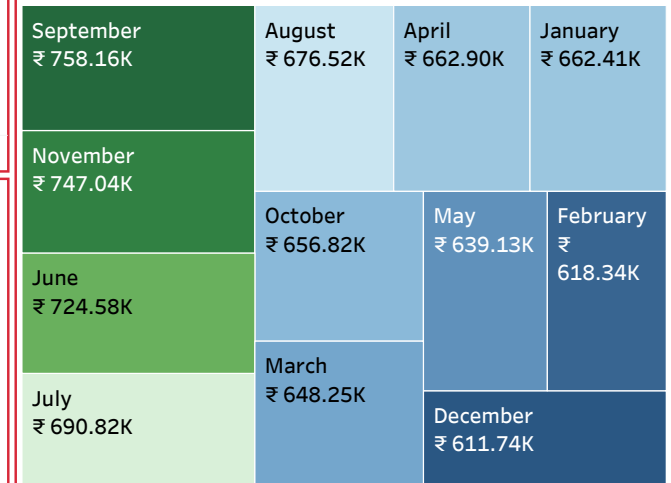 September
₹ 758.16K
November
₹ 747.04K
June
₹ 724.58K
July
₹ 690.82K
August
₹ 676.52K
April
₹ 662.90K
January
₹ 662.41K
October
₹ 656.82K
March
₹ 648.25K
May
₹ 639.13K
February
₹
618.34K
December
₹ 611.74K